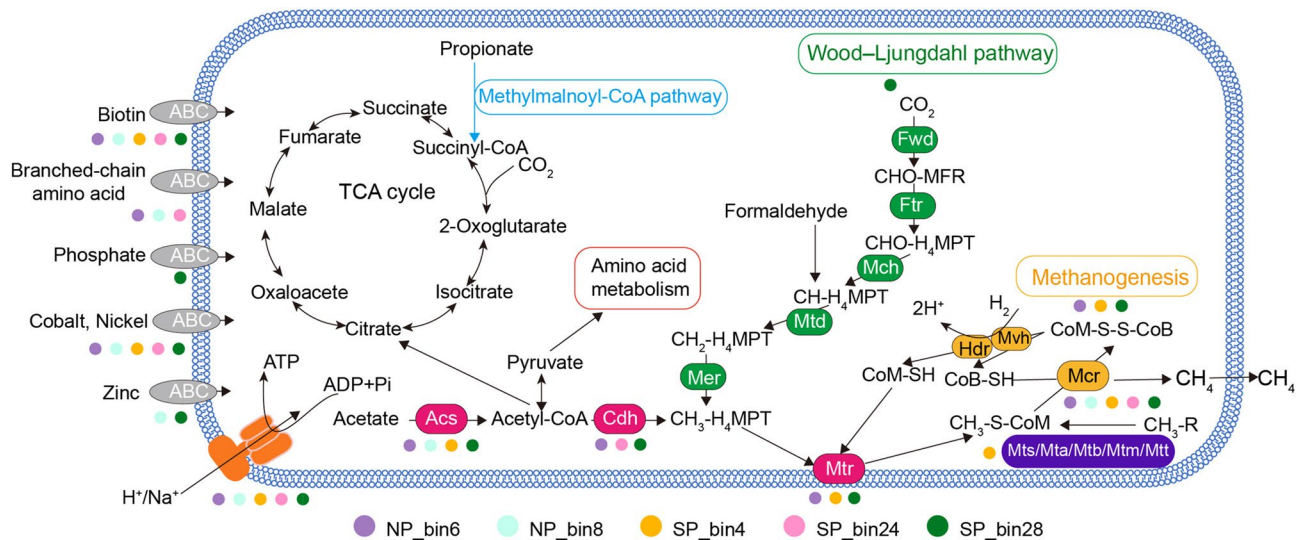 Propionate
Wood–Ljungdahl pathway
Methylmalnoyl-CoA pathway
Biotin
ABC
Succinate
Fumarate
Succinyl-CoA
CO2
TCA cycle
Branched-chain
amino acid
ABC
Malate
2-Oxoglutarate
Phosphate
ABC
Oxaloacete
Isocitrate
Citrate
Cobalt, Nickel
ABC
Zinc
ABC
ATP
ADP+Pi
H+/Na+
Amino acid
metabolism
Pyruvate
Acetate
Acs
Acetyl-CoA
Cdh
CH3-H4MPT
CO2
Fwd
CHO-MFR
Ftr
Formaldehyde
CHO-H4MPT
Mch
CH-H4MPT
Mtd
CH2-H4MPT
Mer
Methanogenesis
2H+
H2
CoM-S-S-CoB
Hdr
Mvh
CoM-SH
CoB-SH
Mcr
CH4
CH4
CH3-S-CoM
CH3-R
Mts/Mta/Mtb/Mtm/Mtt
Mtr
NP_bin6
NP_bin8
SP_bin4
SP_bin24
SP_bin28